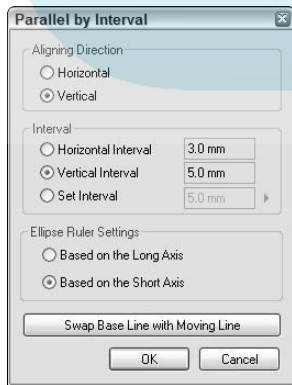 Parallel by Interval
Aligning Direction
Horizontal
Vertical
Interval
Horizontal Interval 3.0 mm
Vertical Interval 5.0 mm
Set Interval 5.0 mm
Ellipse Ruler Settings
Based on the Long Axis
Based on the Short Axis
Swap Base Line with Moving Line
OK Cancel